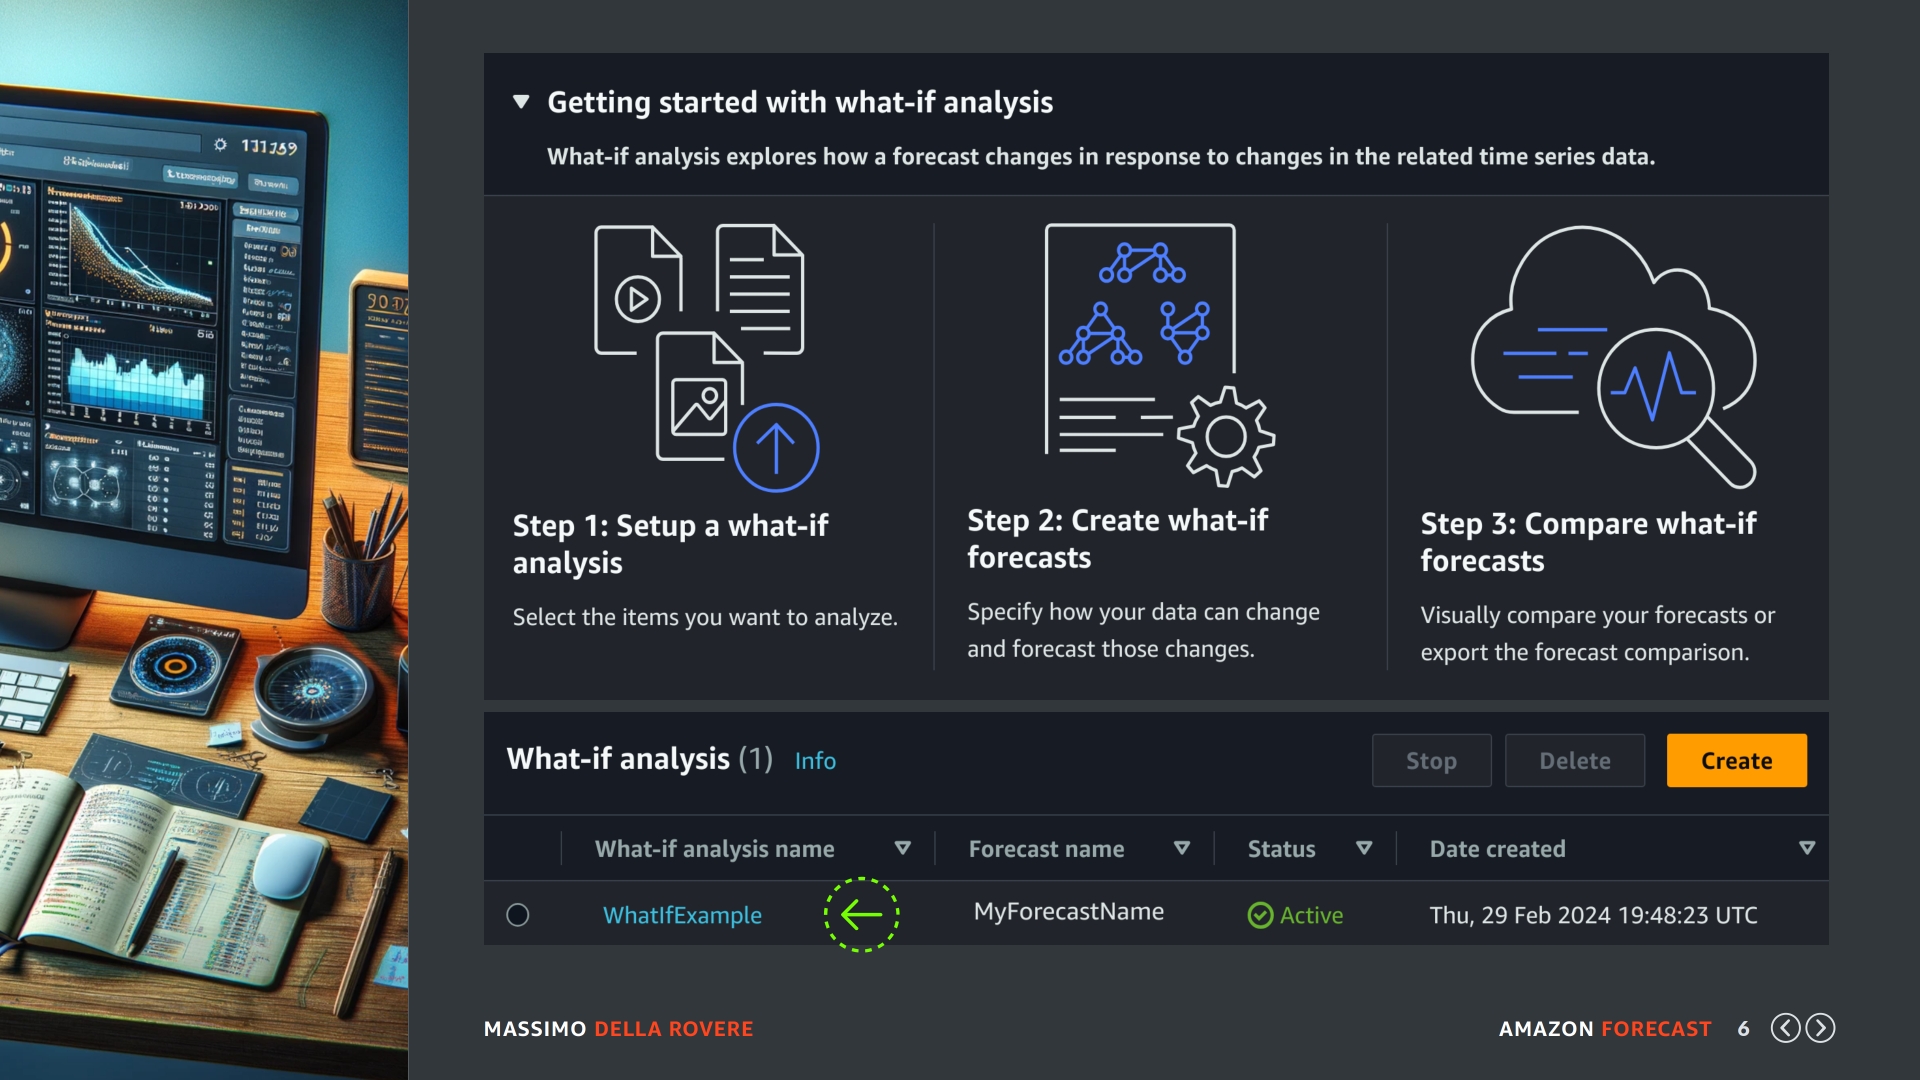 Getting started with what-if analysis
What-if analysis explores how a forecast changes in response to changes in the related time series data.
Step 1: Setup a what-if
analysis
Select the items you want to analyze.
Step 2: Create what-if
forecasts
Specify how your data can change
and forecast those changes.
Step 3: Compare what-if
forecasts
Visually compare your forecasts or
export the forecast comparison.
What-if analysis (1) Info
Stop Delete Create
What-if analysis name Forecast name Status Date created
WhatIfExample MyForecastName Active Thu, 29 Feb 2024 19:48:23 UTC
MASSIMO DELLA ROVERE
AMAZON FORECAST 6